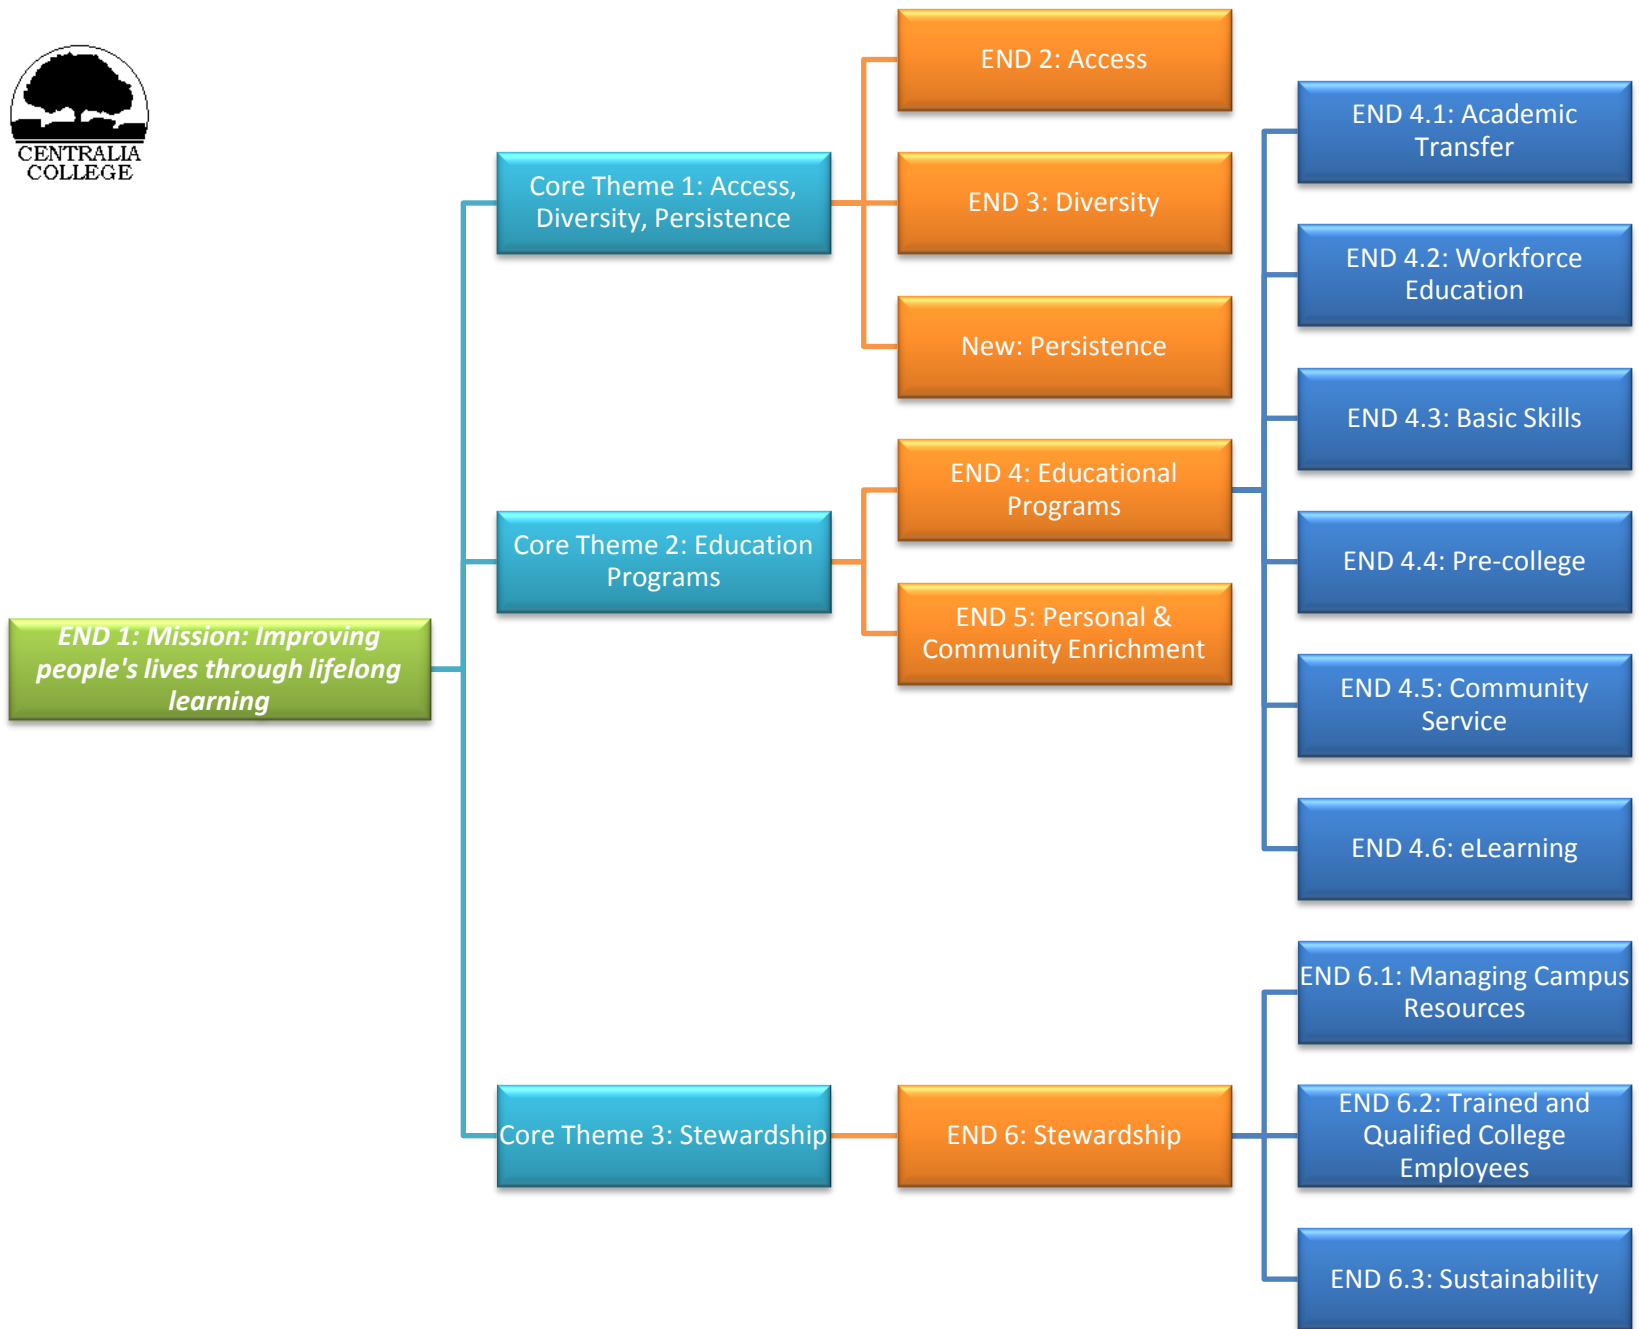 CENTRALIA
COLLEGE
END 1: Mission: Improving
people's lives through lifelong
learning
Core Theme 1: Access,
Diversity, Persistence
END 2: Access
END 3: Diversity
New: Persistence
Core Theme 2: Education
Programs
END 4: Educational
Programs
END 4.1: Academic
Transfer
END 4.2: Workforce
Education
END 4.3: Basic Skills
END 4.4: Pre-college
END 4.5: Community
Service
END 4.6: eLearning
END 5: Personal &
Community Enrichment
Core Theme 3: Stewardship
END 6: Stewardship
END 6.1: Managing Campus
Resources
END 6.2: Trained and
Qualified College
Employees
END 6.3: Sustainability